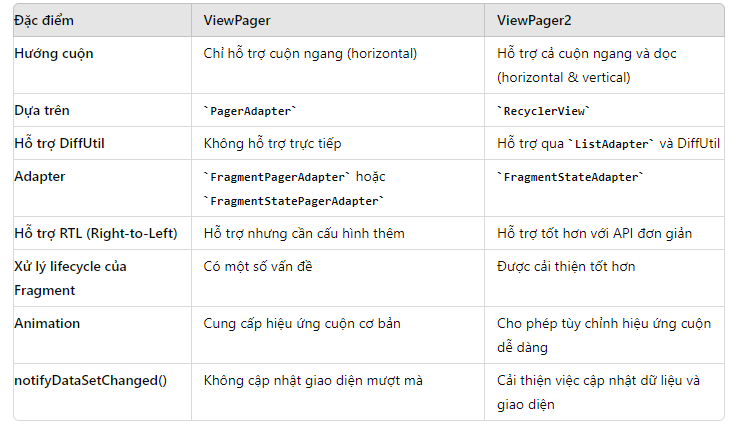 Đặc điểm ViewPager ViewPager2
Hướng cuộn Chỉ hỗ trợ cuộn ngang (horizontal) Hỗ trợ cả cuộn ngang và dọc
(horizontal & vertical)
Dựa trên `PagerAdapter` `RecyclerView`
Hỗ trợ DiffUtil Không hỗ trợ trực tiếp Hỗ trợ qua `ListAdapter` và DiffUtil
Adapter `FragmentPagerAdapter` hoặc `FragmentStateAdapter`
`FragmentStatePagerAdapter`
Hỗ trợ RTL (Right-to-Left) Hỗ trợ nhưng cần cấu hình thêm Hỗ trợ tốt hơn với API đơn giản
Xử lý lifecycle của Có một số vấn đề Được cải thiện tốt hơn
Fragment
Animation Cung cấp hiệu ứng cuộn cơ bản Cho phép tùy chỉnh hiệu ứng cuộn
dễ dàng
notifyDataSetChanged() Không cập nhật giao diện mượt mà Cải thiện việc cập nhật dữ liệu và
giao diện